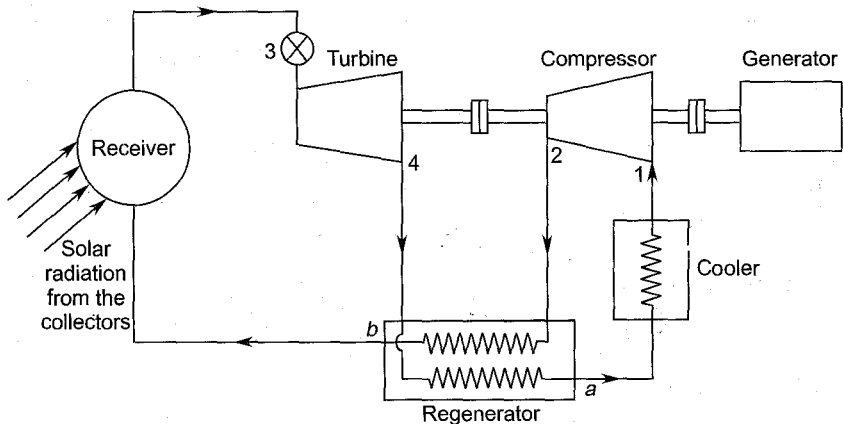 3
Turbine
Compressor
Generator
Receiver
4
2
1
Solar
radiation
from the
collectors
Cooler
b
a
Regenerator